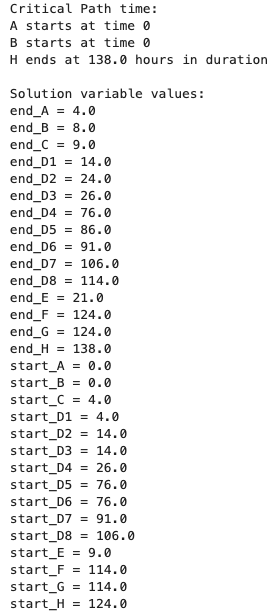 Critical Path time:
A starts at time 0
B starts at time 0
H ends at 138.0 hours in duration
Solution variable values:
end_A = 4.0
end_B = 8.0
end_C = 9.0
end_D1 = 14.0
end_D2 = 24.0
end_D3 = 26.0
end_D4 = 76.0
end_D5 = 86.0
end_D6 = 91.0
end_D7 = 106.0
end_D8 = 114.0
end_E = 21.0
end_F = 124.0
end_G = 124.0
end_H = 138.0
start_A = 0.0
start_B = 0.0
start_C = 4.0
start_D1 = 4.0
start_D2 = 14.0
start_D3 = 14.0
start_D4 = 26.0
start_D5 = 76.0
start_D6 = 76.0
start_D7 = 91.0
start_D8 = 106.0
start_E = 9.0
start_F = 114.0
start_G = 114.0
start_H = 124.0